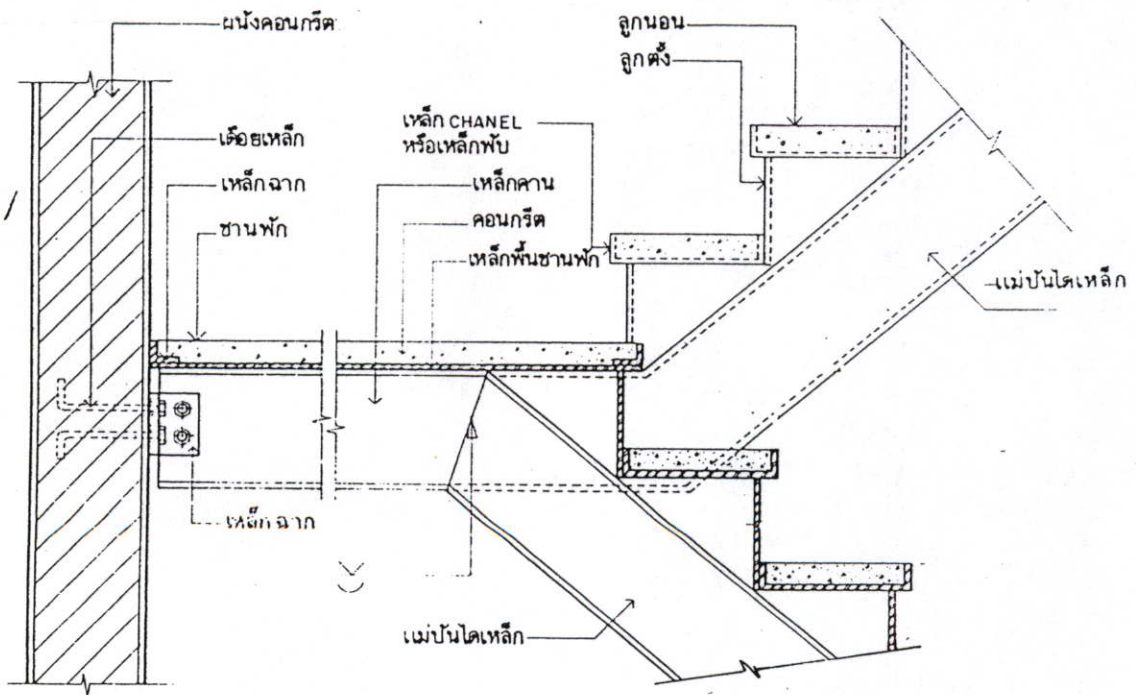 ผนังคอนกรีต
ลูกนอน
ลูกตั้ง
เหล็ก CHANEL
หรือเหล็กพับ
เดือยเหล็ก
เหล็กฉาก
เหล็กคาน
ชานพัก
คอนกรีต
เหล็กพื้นชานพัก
แม่บันไดเหล็ก
เหล็กฉาก
แม่บันไดเหล็ก